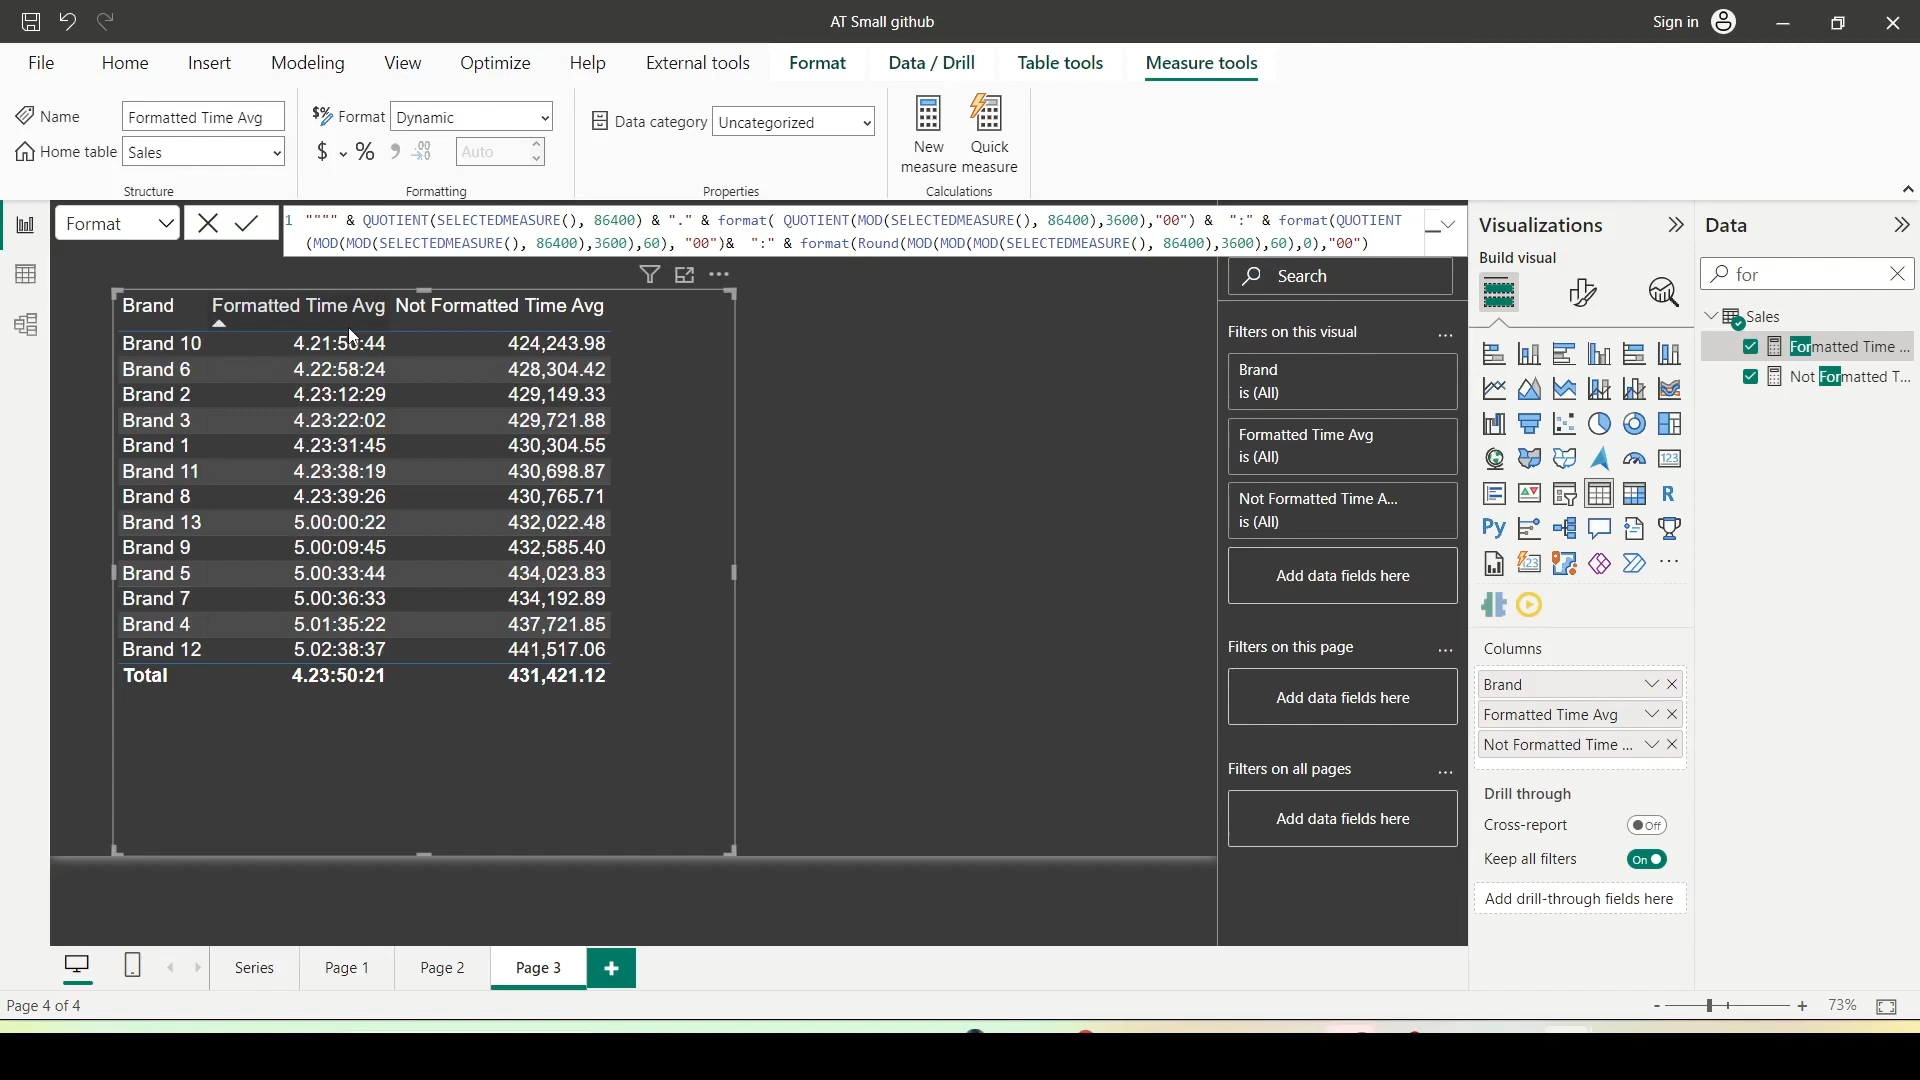 AT Small github
Sign in
File Home Insert Modeling View Optimize Help External tools Format Data / Drill Table tools Measure tools
Name Formatted Time Avg
$% Format Dynamic
Data category Uncategorized
Home table Sales
$ % , .00 Auto
New measure
Quick measure
Structure Formatting Properties Calculations
Format
1 """" & QUOTIENT(SELECTEDMEASURE(), 86400) & "." & format( QUOTIENT(MOD(SELECTEDMEASURE(), 86400),3600),"00") & ":" & format(QUOTIENT
(MOD(MOD(SELECTEDMEASURE(), 86400),3600),60), "00")& ":" & format(Round(MOD(MOD(MOD(SELECTEDMEASURE(), 86400),3600),60),0),"00")
Brand Formatted Time Avg Not Formatted Time Avg
Brand 10 4.21:50:44 424,243.98
Brand 6 4.22:58:24 428,304.42
Brand 2 4.23:12:29 429,149.33
Brand 3 4.23:22:02 429,721.88
Brand 1 4.23:31:45 430,304.55
Brand 11 4.23:38:19 430,698.87
Brand 8 4.23:39:26 430,765.71
Brand 13 5.00:00:22 432,022.48
Brand 9 5.00:09:45 432,585.40
Brand 5 5.00:33:44 434,023.83
Brand 7 5.00:36:33 434,192.89
Brand 4 5.01:35:22 437,721.85
Brand 12 5.02:38:37 441,517.06
Total 4.23:50:21 431,421.12
Search
Filters on this visual ...
Brand
is (All)
Formatted Time Avg
is (All)
Not Formatted Time A...
is (All)
Add data fields here
Filters on this page ...
Add data fields here
Filters on all pages ...
Add data fields here
Visualizations
Build visual
123
R
Py
123
...
Columns
Brand
Formatted Time Avg
Not Formatted Time ...
Drill through
Cross-report Off
Keep all filters On
Add drill-through fields here
Data
for
Sales
Formatted Time ...
Not Formatted T...
Series Page 1 Page 2 Page 3 +
Page 4 of 4
- + 73%